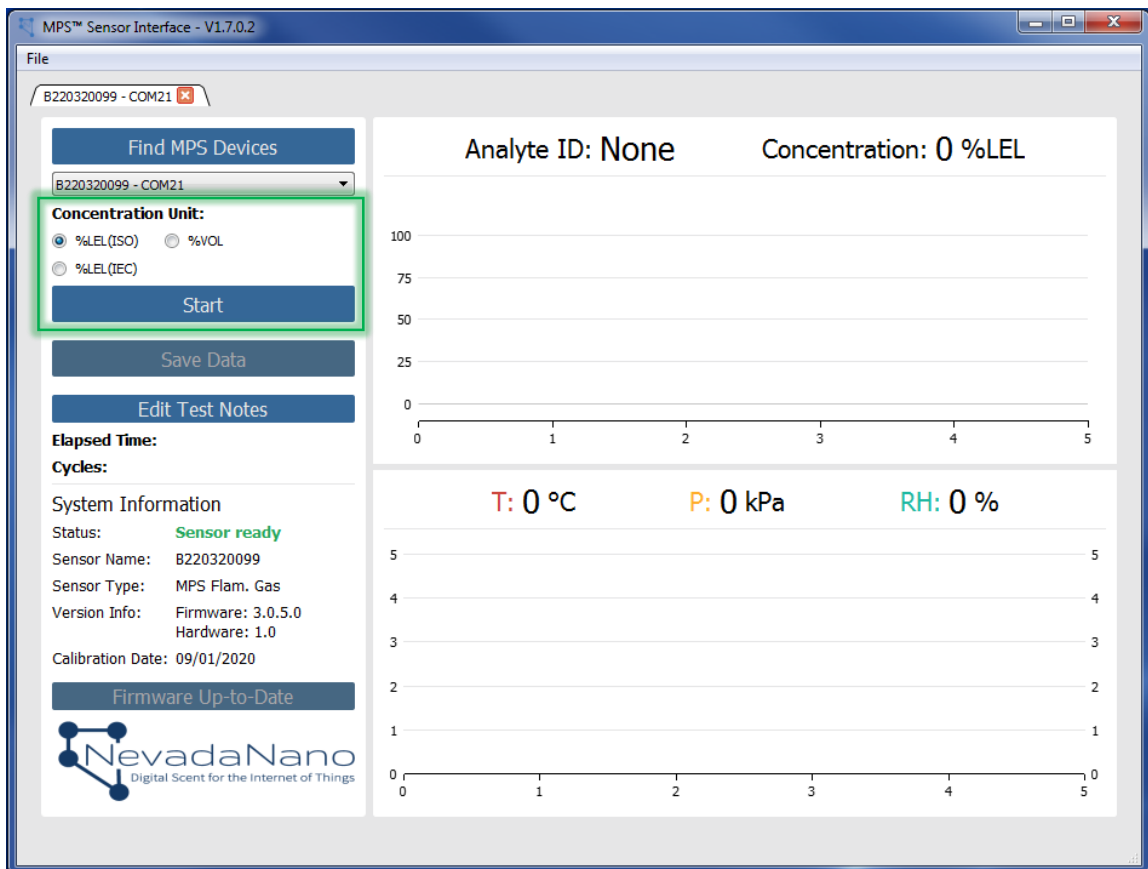 MPS™ Sensor Interface - V1.7.0.2
File
B220320099 - COM21
Find MPS Devices
B220320099 - COM21
Concentration Unit:
%LEL(ISO) %VOL
%LEL(IEC)
Start
Save Data
Edit Test Notes
Elapsed Time:
Cycles:
System Information
Status: Sensor ready
Sensor Name: B220320099
Sensor Type: MPS Flam. Gas
Version Info: Firmware: 3.0.5.0
Hardware: 1.0
Calibration Date: 09/01/2020
Firmware Up-to-Date
NevadaNano
Digital Scent for the Internet of Things
Analyte ID: None Concentration: 0 %LEL
100
75
50
25
0
0 1 2 3 4 5
T: 0 °C P: 0 kPa RH: 0 %
5 5
4 4
3 3
2 2
1 1
0 0
0 1 2 3 4 5